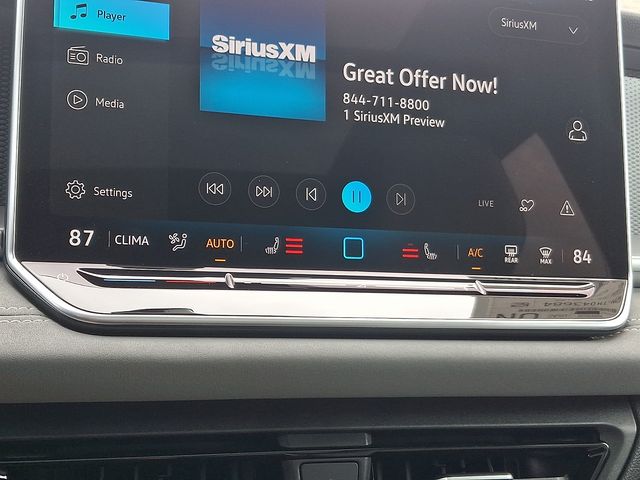 Player
SiriusXM
SiriusXM
Radio
Great Offer Now!
844-711-8800
1 SiriusXM Preview
Media
Settings
LIVE
87 CLIMA AUTO A/C REAR MAX 84